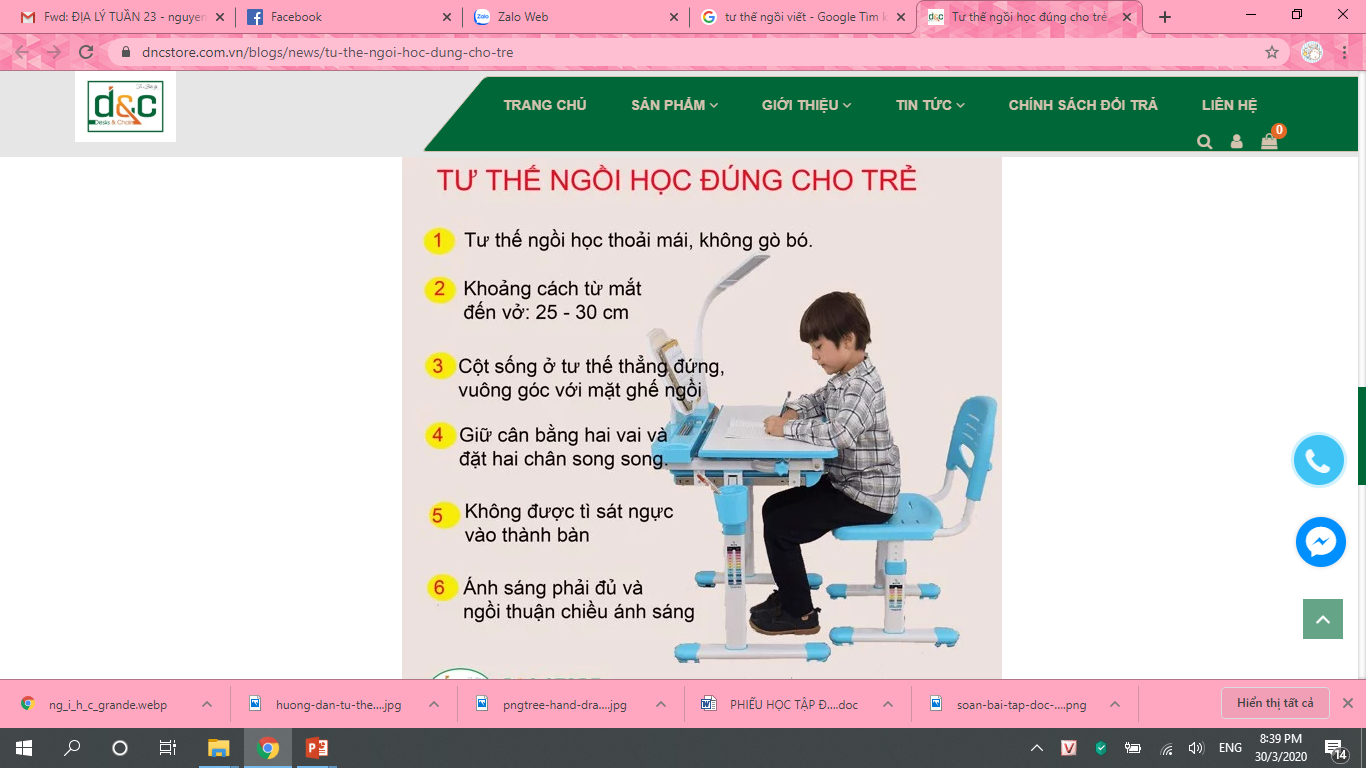 Fwd: ĐỊA LÝ TUẦN 23 - nguyen
Facebook
Zalo Web
tư thế ngồi viết - Google Tìm k
Tư thế ngồi học đúng cho trẻ
dncstore.com.vn/blogs/news/tu-the-ngoi-hoc-dung-cho-tre
d&c
Desks & Chair
TRANG CHỦ SẢN PHẨM GIỚI THIỆU TIN TỨC CHÍNH SÁCH ĐỔI TRẢ LIÊN HỆ
0
TƯ THẾ NGỒI HỌC ĐÚNG CHO TRẺ
1 Tư thế ngồi học thoải mái, không gò bó.
2 Khoảng cách từ mắt
đến vở: 25 - 30 cm
3 Cột sống ở tư thế thẳng đứng,
vuông góc với mặt ghế ngồi
4 Giữ cân bằng hai vai và
đặt hai chân song song.
5 Không được tì sát ngực
vào thành bàn
6 Ánh sáng phải đủ và
ngồi thuận chiều ánh sáng
ng_i_h_c_grande.webp
huong-dan-tu-the....jpg
pngtree-hand-dra....jpg
PHIẾU HỌC TẬP Đ....doc
soan-bai-tap-doc-....png
Hiển thị tất cả
ENG
8:39 PM
30/3/2020
14